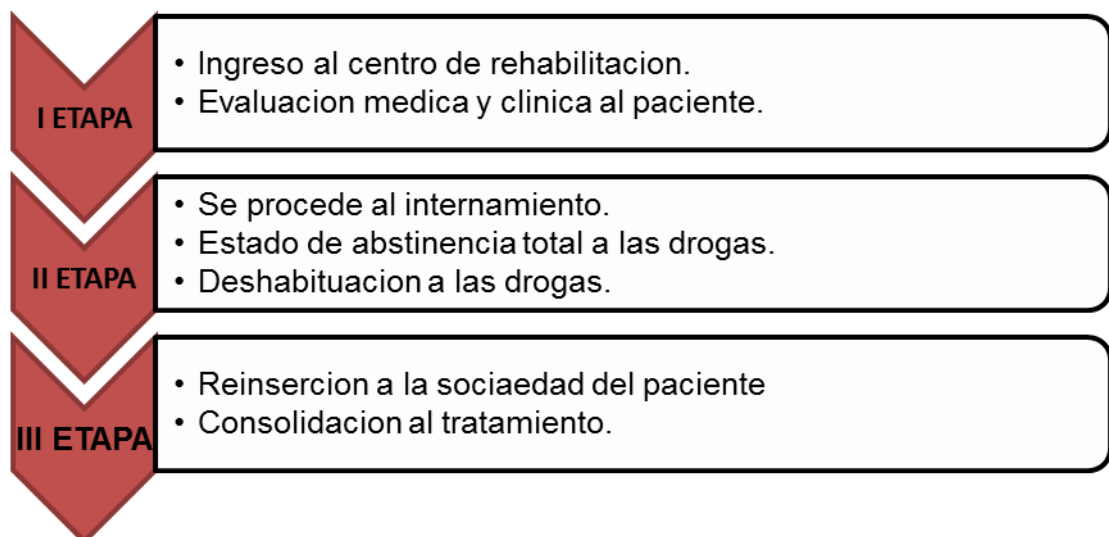 I ETAPA
• Ingreso al centro de rehabilitacion.
• Evaluacion medica y clinica al paciente.
II ETAPA
• Se procede al internamiento.
• Estado de abstinencia total a las drogas.
• Deshabituacion a las drogas.
III ETAPA
• Reinsercion a la sociaedad del paciente
• Consolidacion al tratamiento.